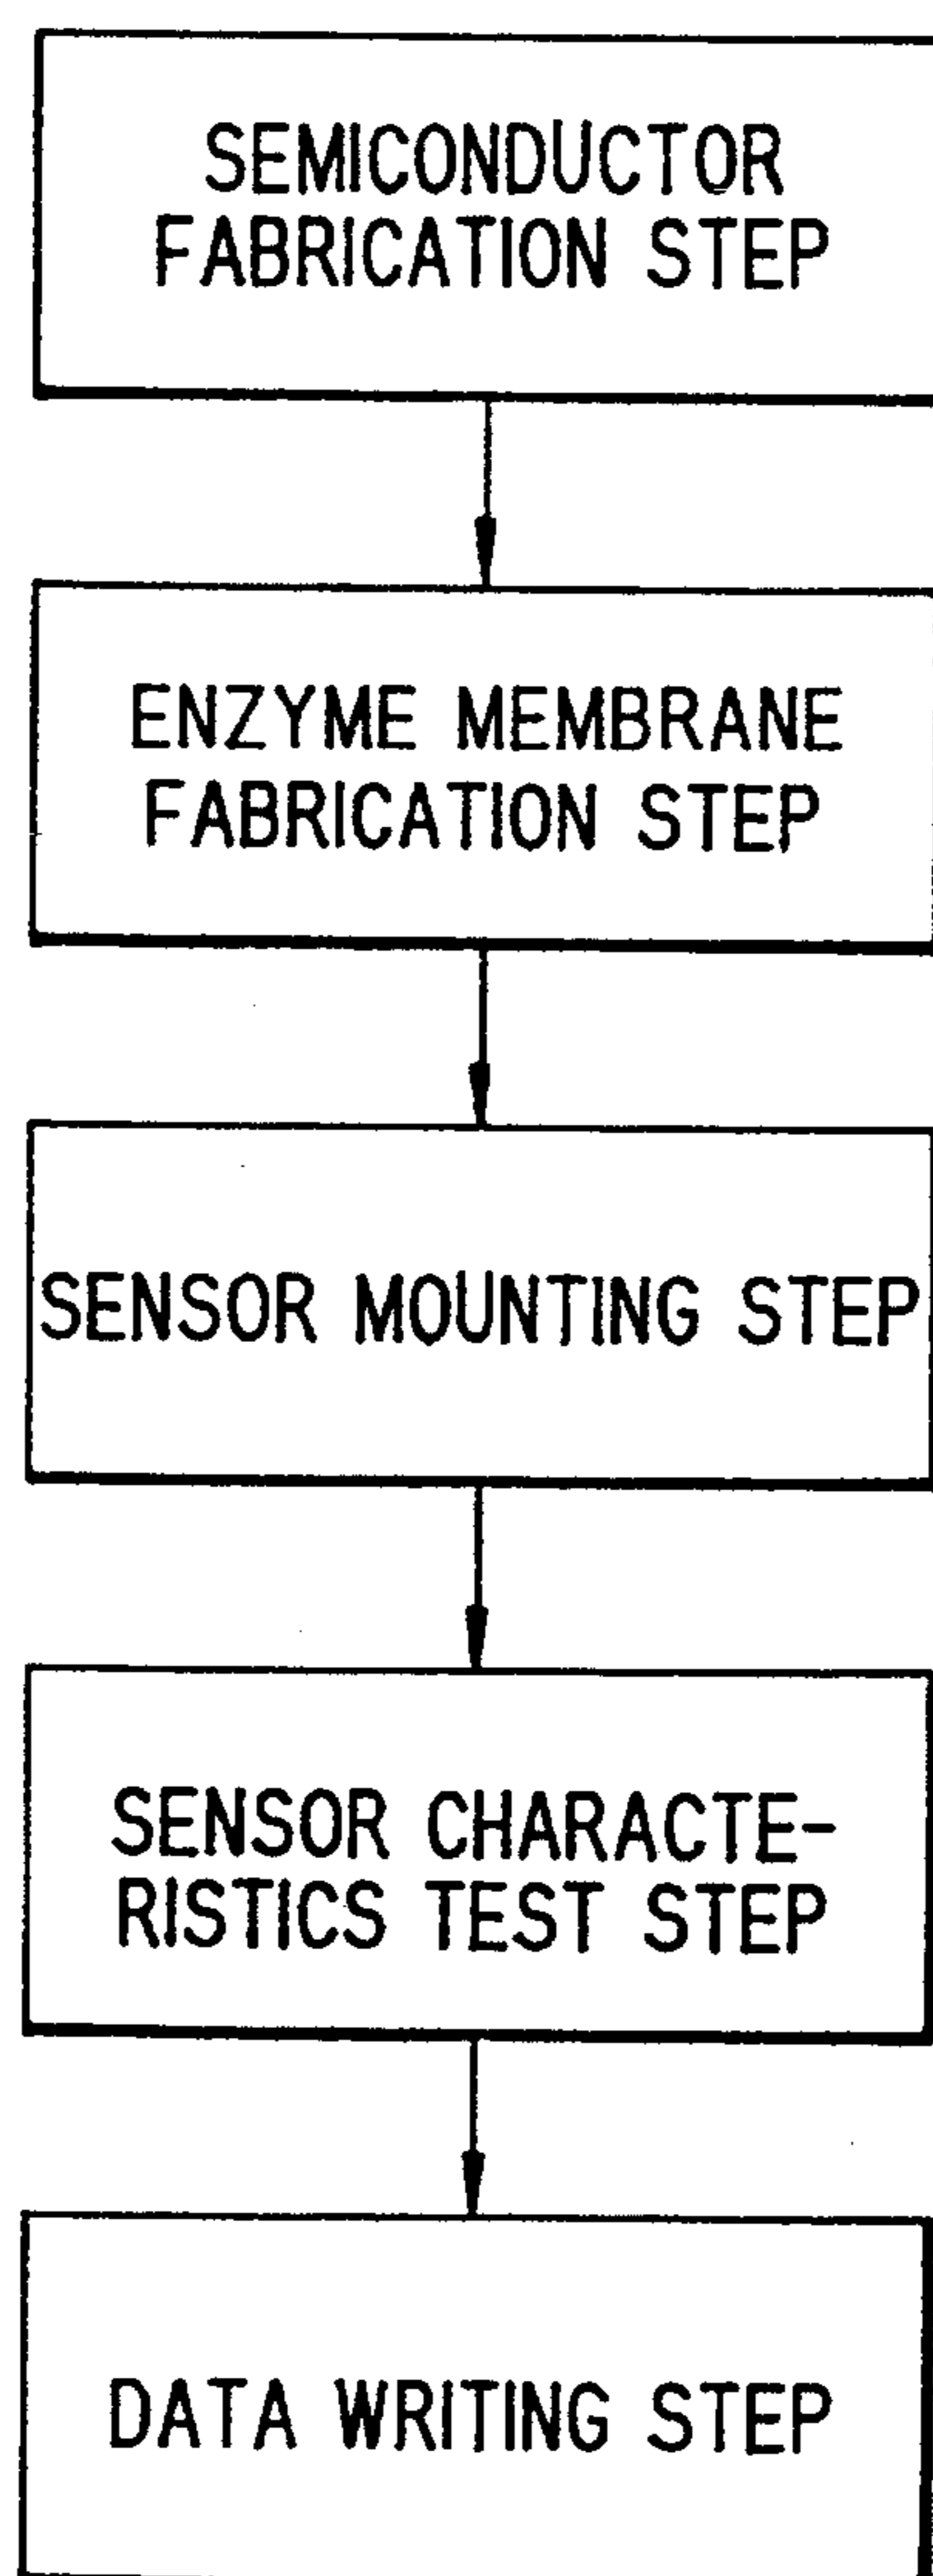 SEMICONDUCTOR
FABRICATION STEP
ENZYME MEMBRANE
FABRICATION STEP
SENSOR MOUNTING STEP
SENSOR CHARACTE-
RISTICS TEST STEP
DATA WRITING STEP